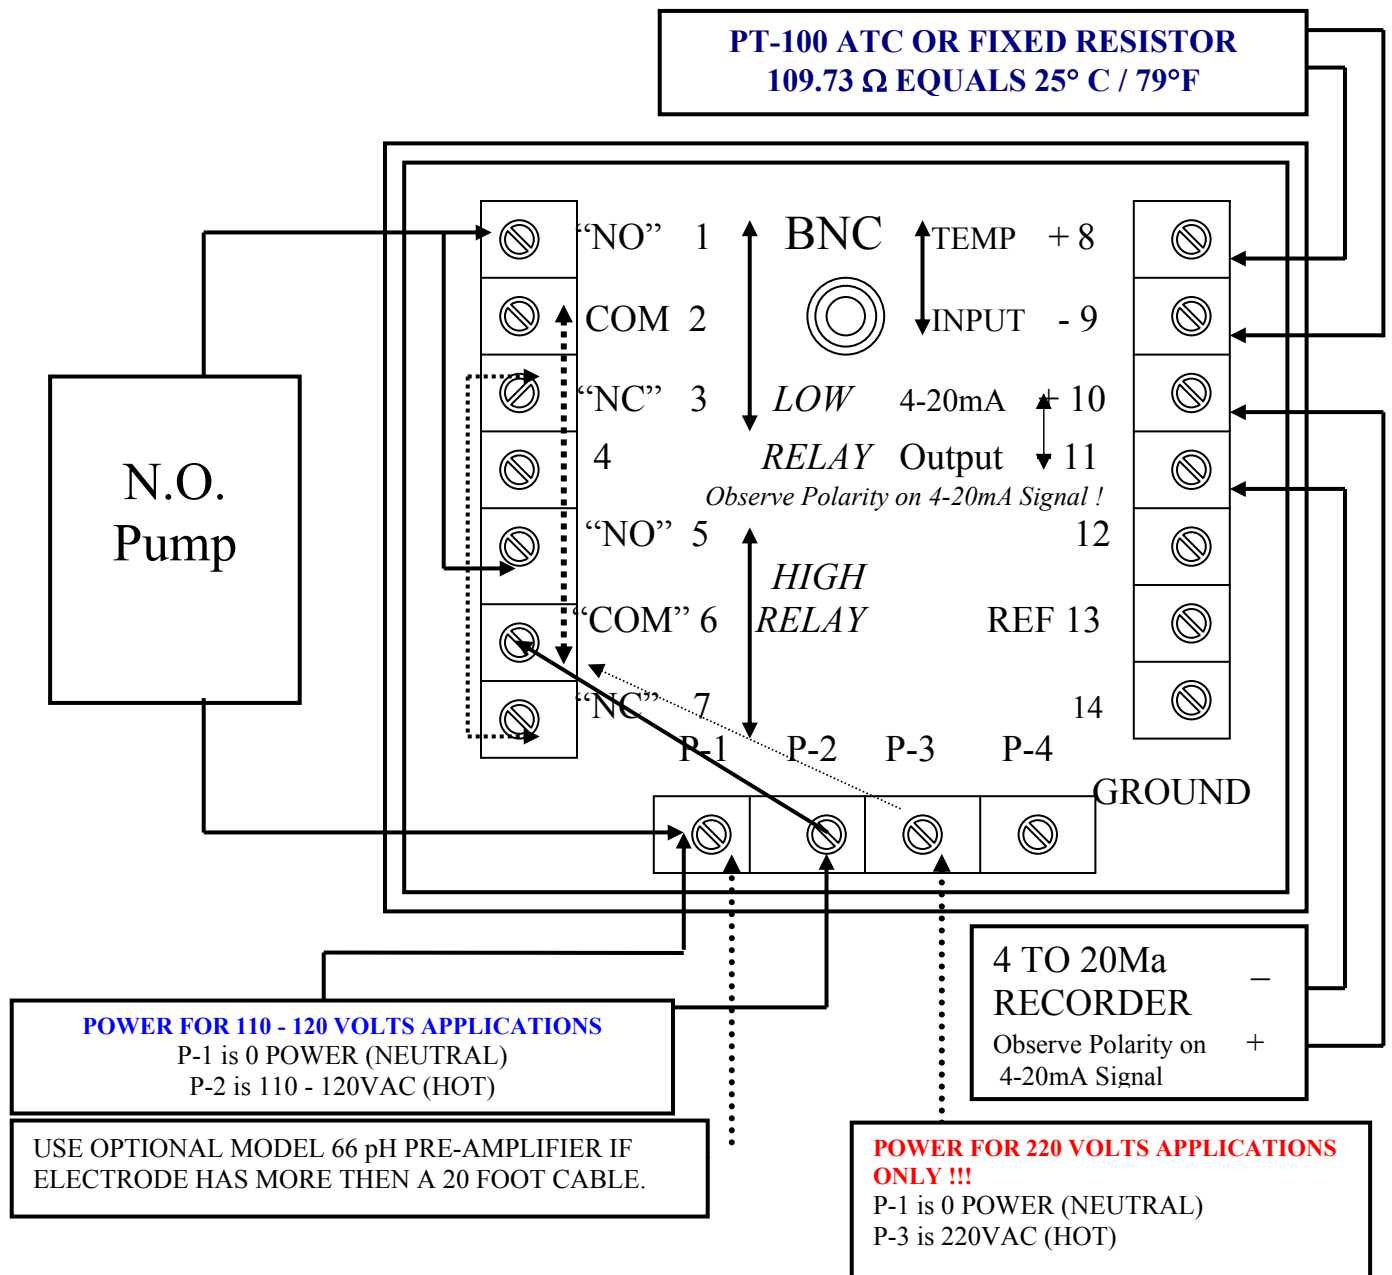 PT-100 ATC OR FIXED RESISTOR
109.73 Ω EQUALS 25° C / 79°F
“NO” 1
BNC
TEMP + 8
COM 2
INPUT - 9
“NC” 3
LOW
4-20mA + 10
4
RELAY
Output 11
Observe Polarity on 4-20mA Signal !
N.O.
Pump
“NO” 5
12
HIGH
“COM” 6
RELAY
REF 13
“NC” 7
14
P-1 P-2 P-3 P-4
GROUND
4 TO 20Ma
RECORDER
Observe Polarity on
4-20mA Signal
–
+
POWER FOR 110 - 120 VOLTS APPLICATIONS
P-1 is 0 POWER (NEUTRAL)
P-2 is 110 - 120VAC (HOT)
USE OPTIONAL MODEL 66 pH PRE-AMPLIFIER IF
ELECTRODE HAS MORE THEN A 20 FOOT CABLE.
POWER FOR 220 VOLTS APPLICATIONS
ONLY !!!
P-1 is 0 POWER (NEUTRAL)
P-3 is 220VAC (HOT)